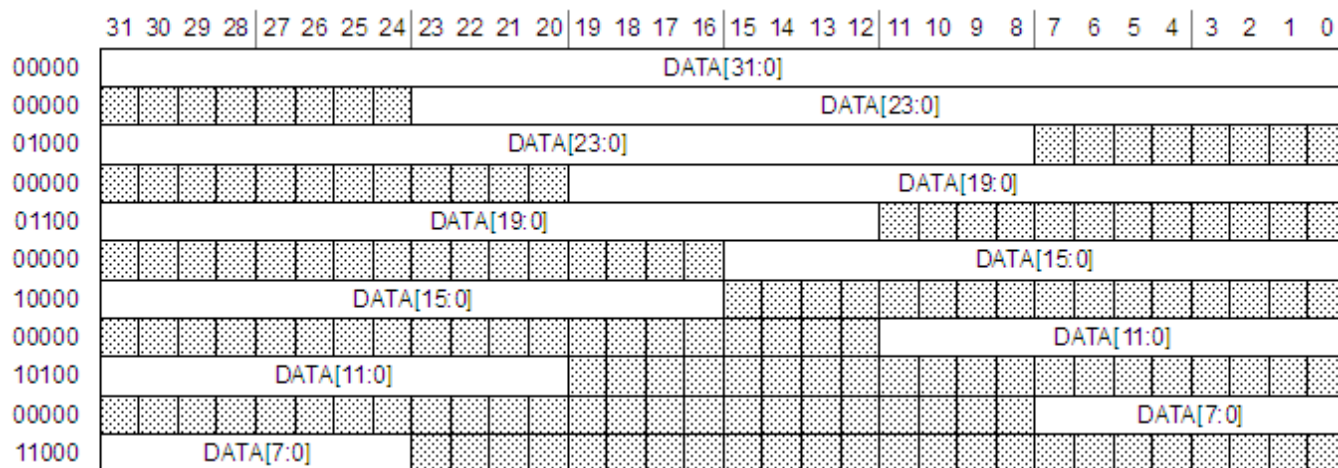 31 30 29 28 27 26 25 24 23 22 21 20 19 18 17 16 15 14 13 12 11 10 9 8 7 6 5 4 3 2 1 0
00000 DATA[31:0]
00000 DATA[23:0]
01000 DATA[23:0]
00000 DATA[19:0]
01100 DATA[19:0]
00000 DATA[15:0]
10000 DATA[15:0]
00000 DATA[11:0]
10100 DATA[11:0]
00000 DATA[7:0]
11000 DATA[7:0]